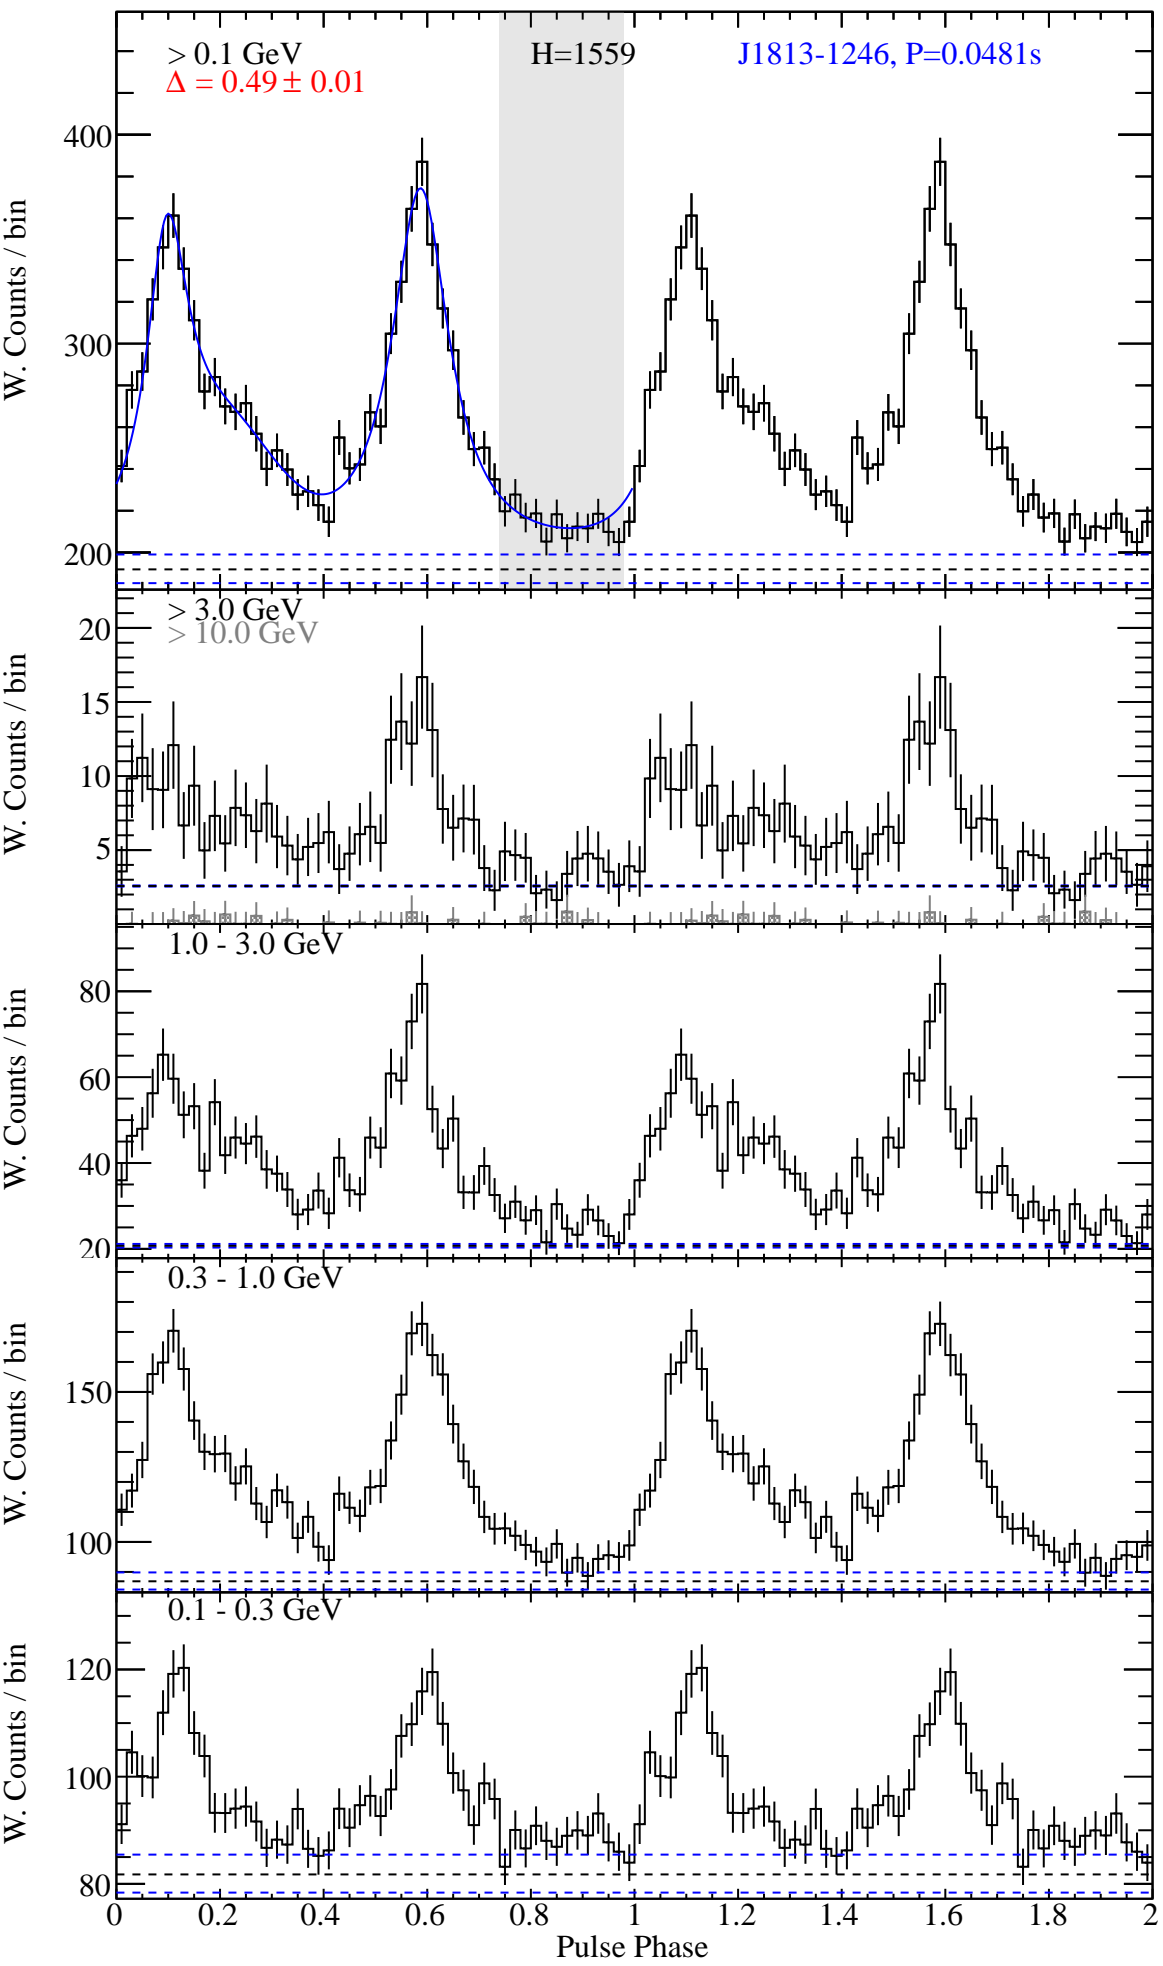 > 0.1 GeV
H=1559
J1813-1246, P=0.0481s
Δ = 0.49 ± 0.01
400
300
200
W. Counts / bin
> 3.0 GeV
> 10.0 GeV
20
15
10
5
W. Counts / bin
1.0 - 3.0 GeV
80
60
40
20
W. Counts / bin
0.3 - 1.0 GeV
150
100
W. Counts / bin
0.1 - 0.3 GeV
120
100
80
W. Counts / bin
0 0.2 0.4 0.6 0.8 1 1.2 1.4 1.6 1.8 2
Pulse Phase